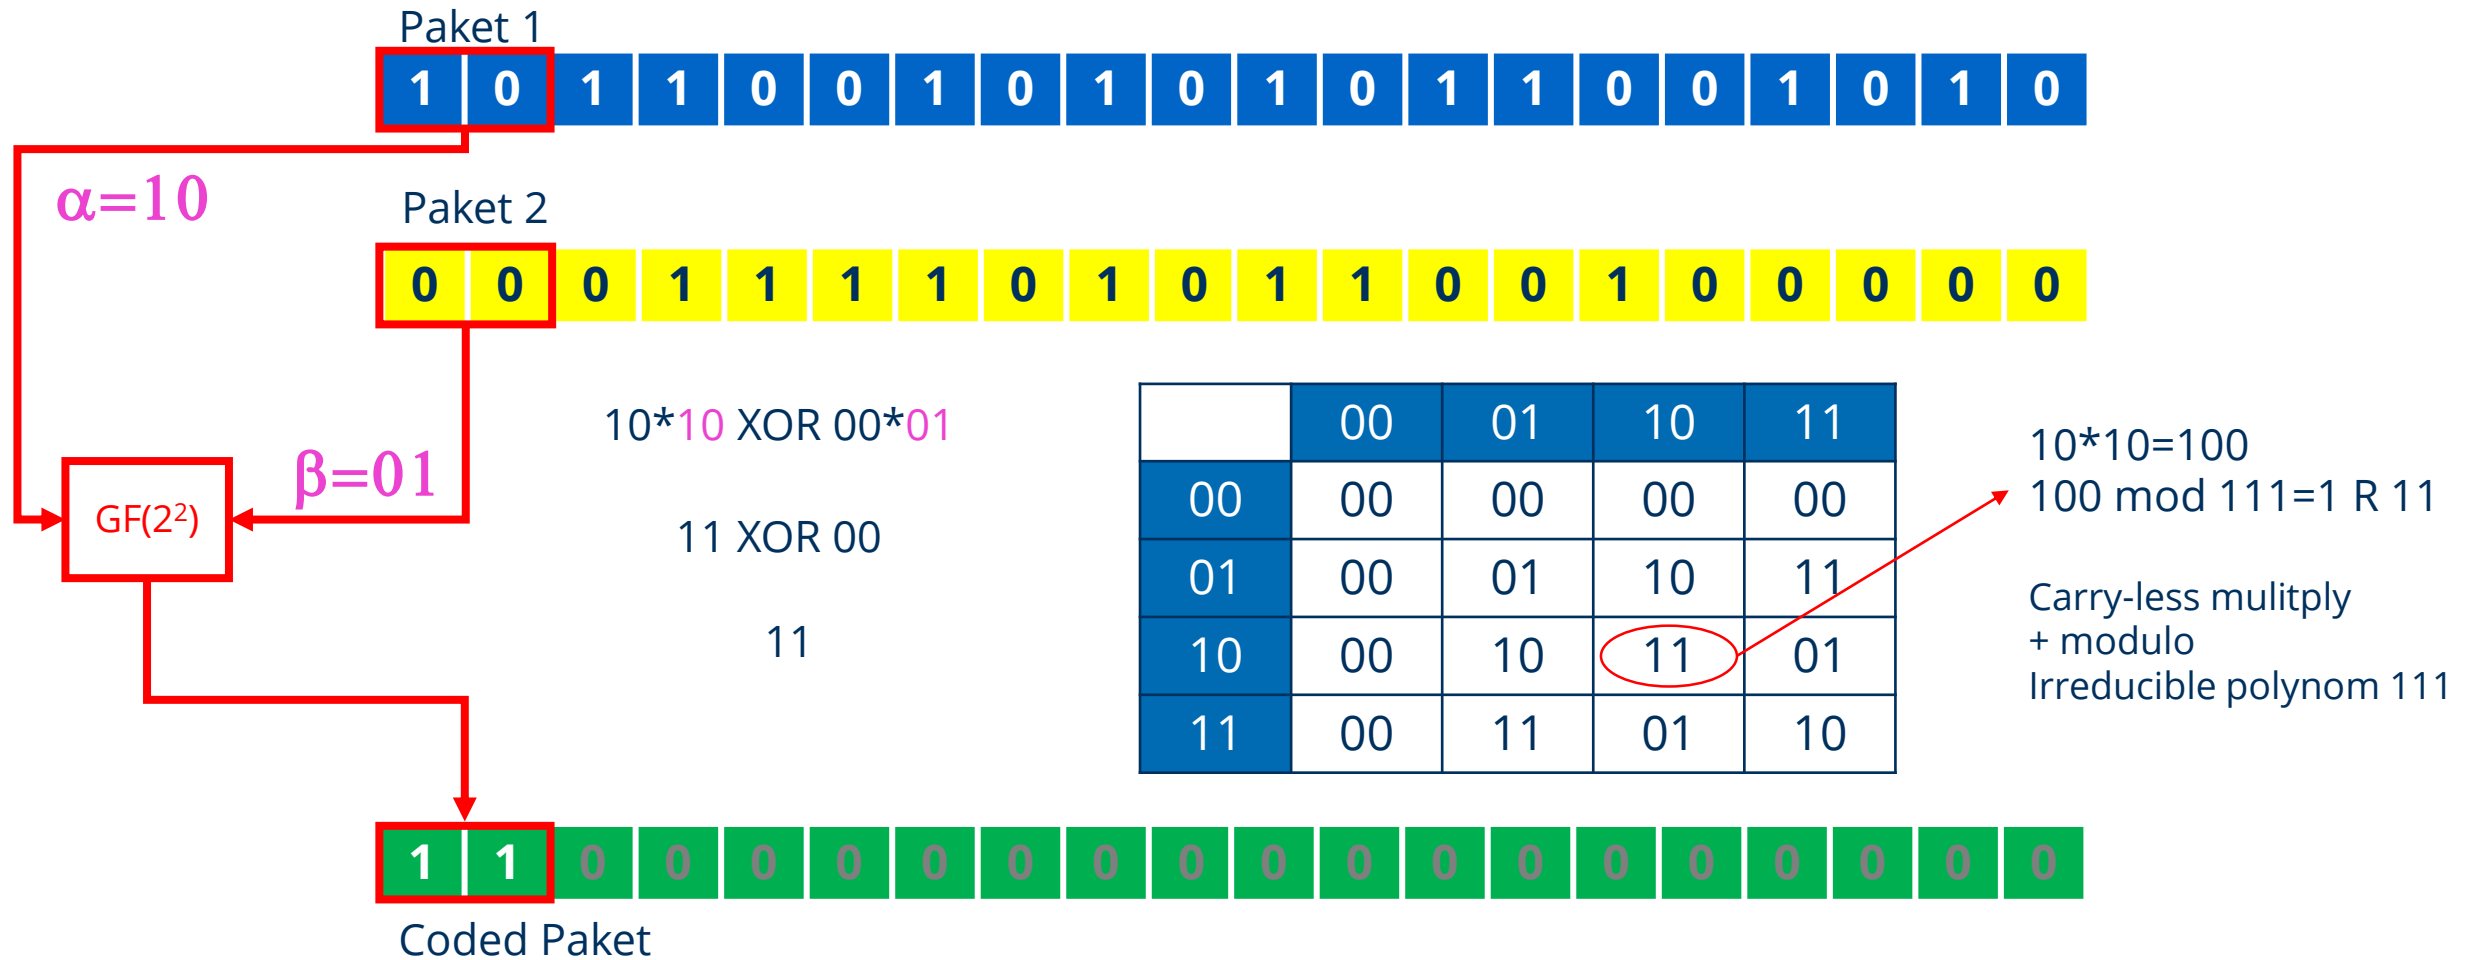 Paket 1
1 0 1 1 0 0 1 0 1 0 1 0 1 1 0 0 1 0 1 0
α=10
Paket 2
0 0 0 1 1 1 1 0 1 0 1 1 0 0 1 0 0 0 0 0
10*10 XOR 00*01
11 XOR 00
11
β=01
GF(2²)
00 01 10 11
00 00 00 00 00
01 00 01 10 11
10 00 10 11 01
11 00 11 01 10
10*10=100
100 mod 111=1 R 11
Carry-less mulitply
+ modulo
Irreducible polynom 111
1 1 0 0 0 0 0 0 0 0 0 0 0 0 0 0 0 0 0 0
Coded Paket